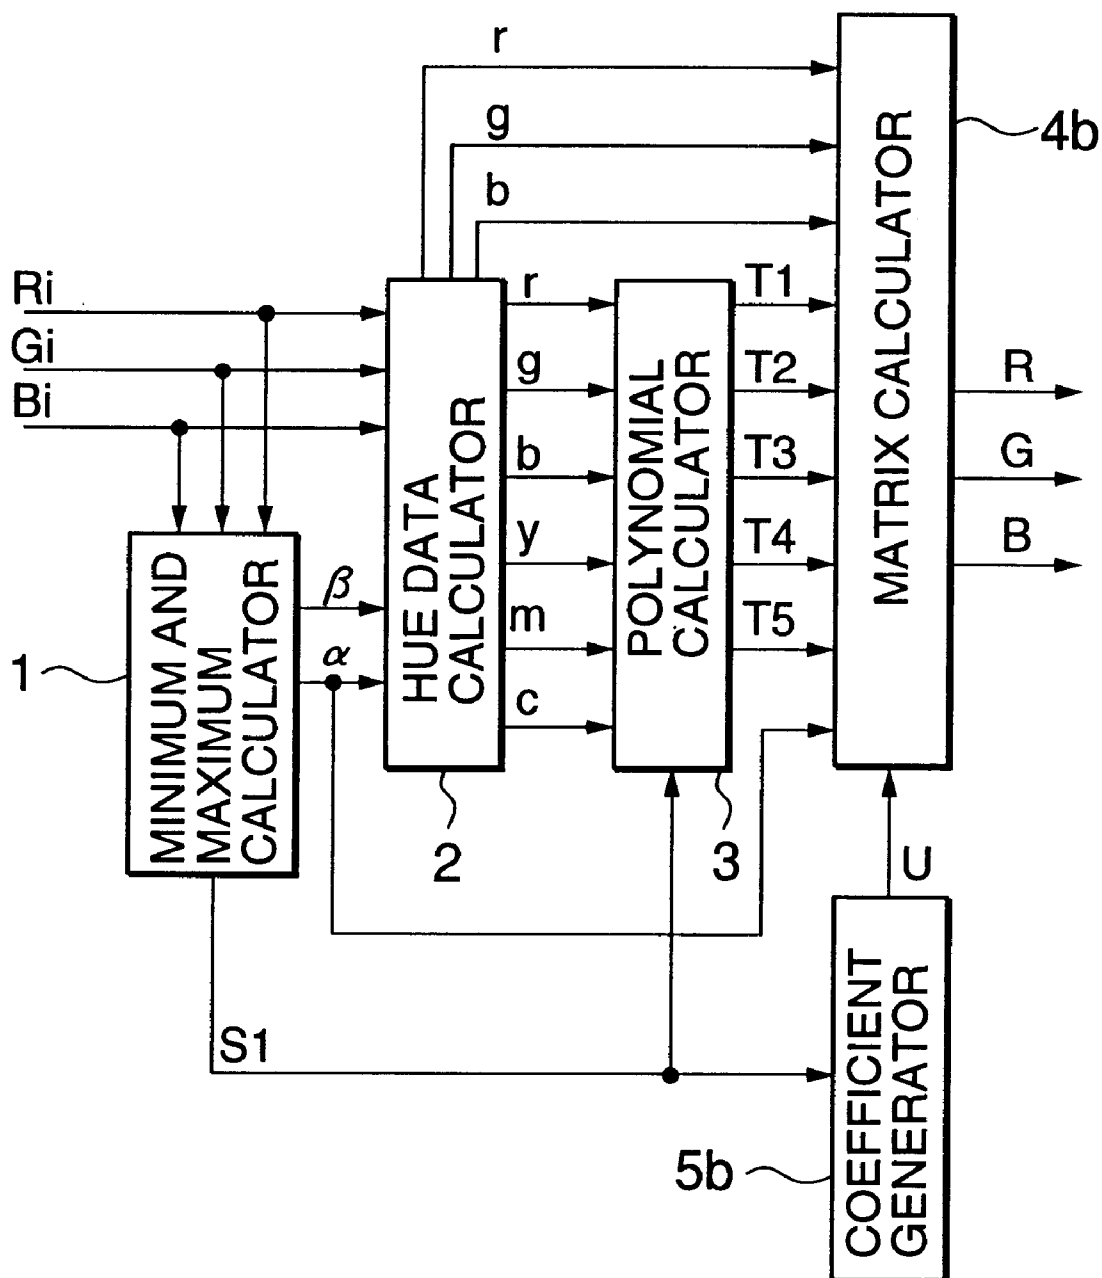 r
g
b
4b
MATRIX CALCULATOR
Ri
Gi
Bi
r
g
b
y
m
c
HUE DATA
CALCULATOR
2
POLYNOMIAL
CALCULATOR
3
T1
T2
T3
T4
T5
R
G
B
1
MINIMUM AND
MAXIMUM
CALCULATOR
β
α
S1
U
5b
COEFFICIENT
GENERATOR